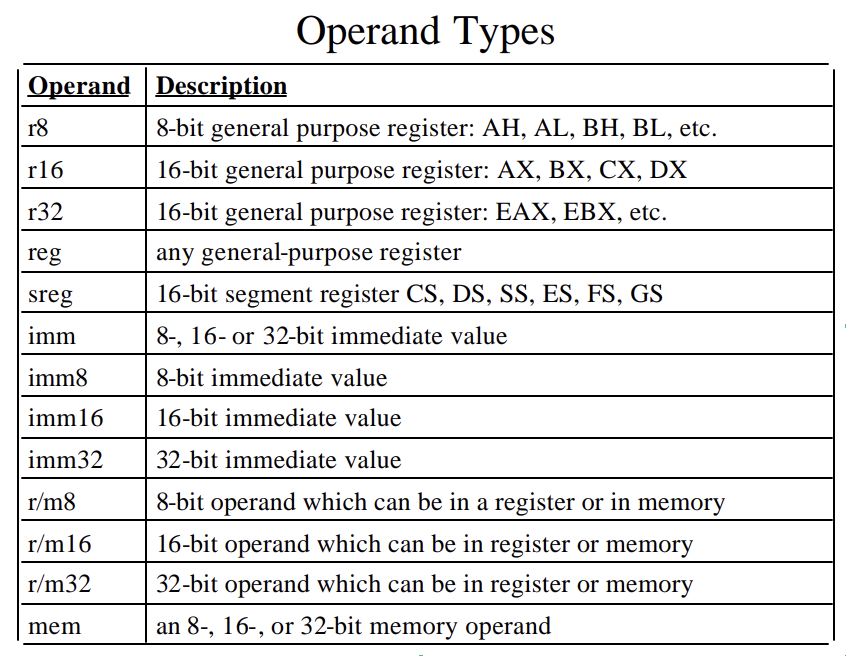 Operand Types
Operand Description
r8 8-bit general purpose register: AH, AL, BH, BL, etc.
r16 16-bit general purpose register: AX, BX, CX, DX
r32 16-bit general purpose register: EAX, EBX, etc.
reg any general-purpose register
sreg 16-bit segment register CS, DS, SS, ES, FS, GS
imm 8-, 16- or 32-bit immediate value
imm8 8-bit immediate value
imm16 16-bit immediate value
imm32 32-bit immediate value
r/m8 8-bit operand which can be in a register or in memory
r/m16 16-bit operand which can be in register or memory
r/m32 32-bit operand which can be in register or memory
mem an 8-, 16-, or 32-bit memory operand